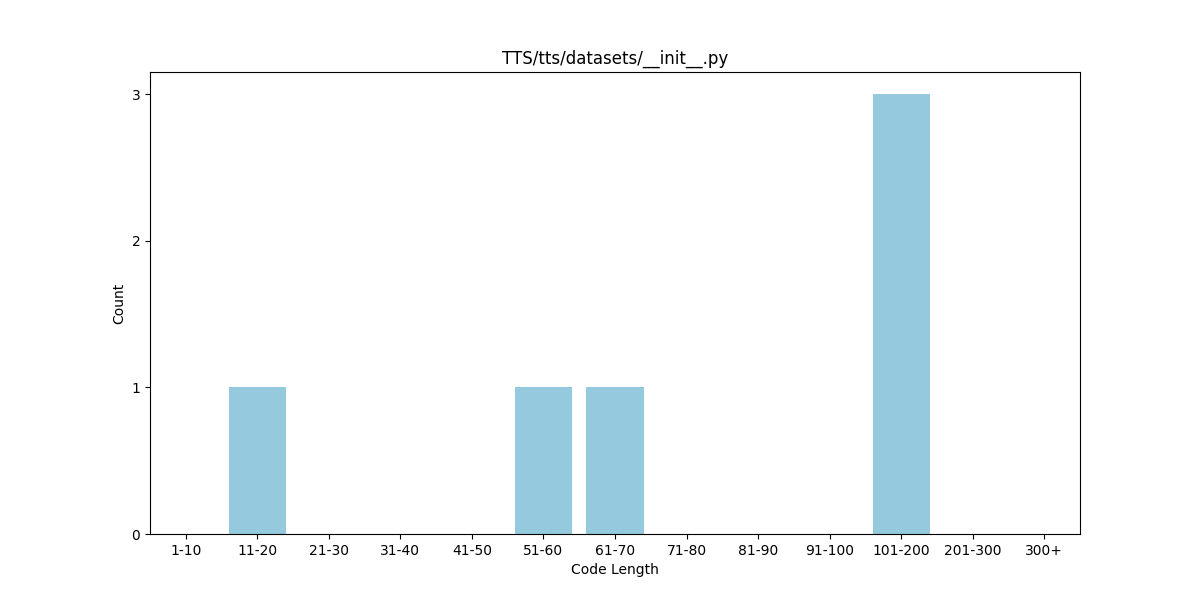 TTS/tts/datasets/__init__.py
3
2
1
0
Count
1-10 11-20 21-30 31-40 41-50 51-60 61-70 71-80 81-90 91-100 101-200 201-300 300+
Code Length